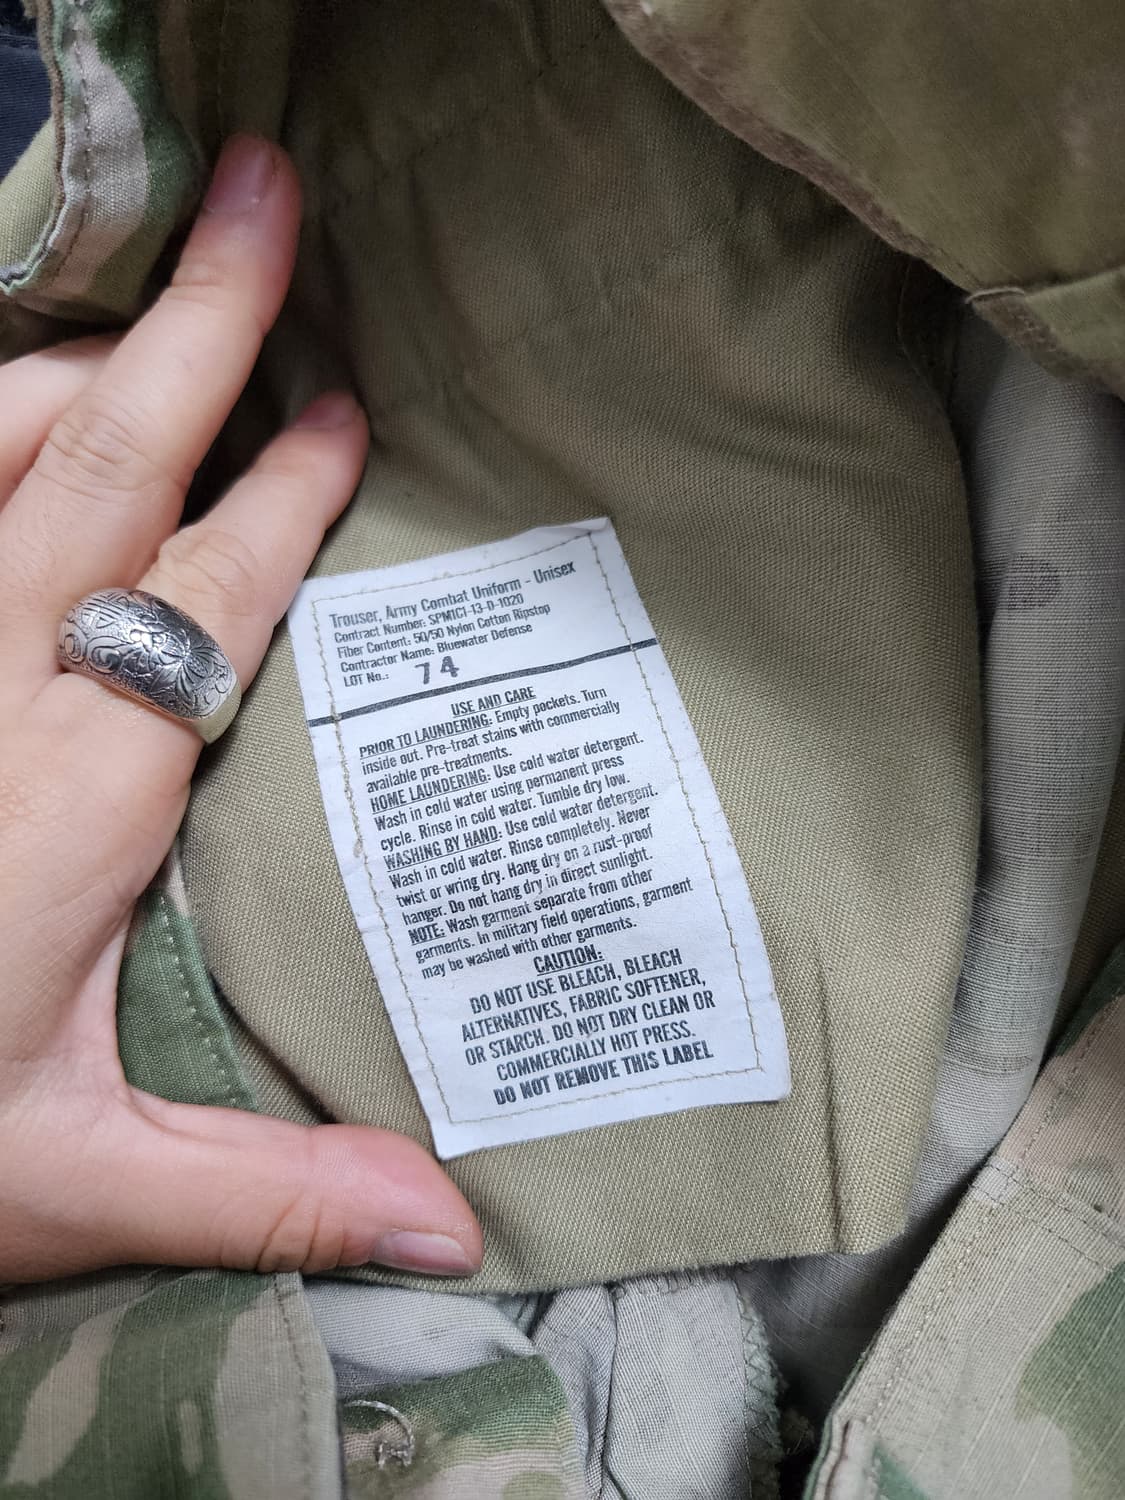 Trouser, Army Combat Uniform - Unisex
Contract Number: SPM1C1-13-D-1020
Fiber Content: 50/50 Nylon Cotton Ripstop
Contractor Name: Bluewater Defense
LOT No.: 74
USE AND CARE
PRIOR TO LAUNDERING: Empty pockets. Turn
inside out. Pre-treat stains with commercially
available pre-treatments.
HOME LAUNDERING: Use cold water detergent.
Wash in cold water using permanent press
cycle. Rinse in cold water. Tumble dry low.
WASHING BY HAND: Use cold water detergent.
Wash in cold water. Rinse completely. Never
twist or wring dry. Hang dry on a rust-proof
hanger. Do not hang dry in direct sunlight.
NOTE: Wash garment separate from other
garments. In military field operations, garment
may be washed with other garments.
CAUTION:
DO NOT USE BLEACH, BLEACH
ALTERNATIVES, FABRIC SOFTENER,
OR STARCH. DO NOT DRY CLEAN OR
COMMERCIALLY HOT PRESS.
DO NOT REMOVE THIS LABEL